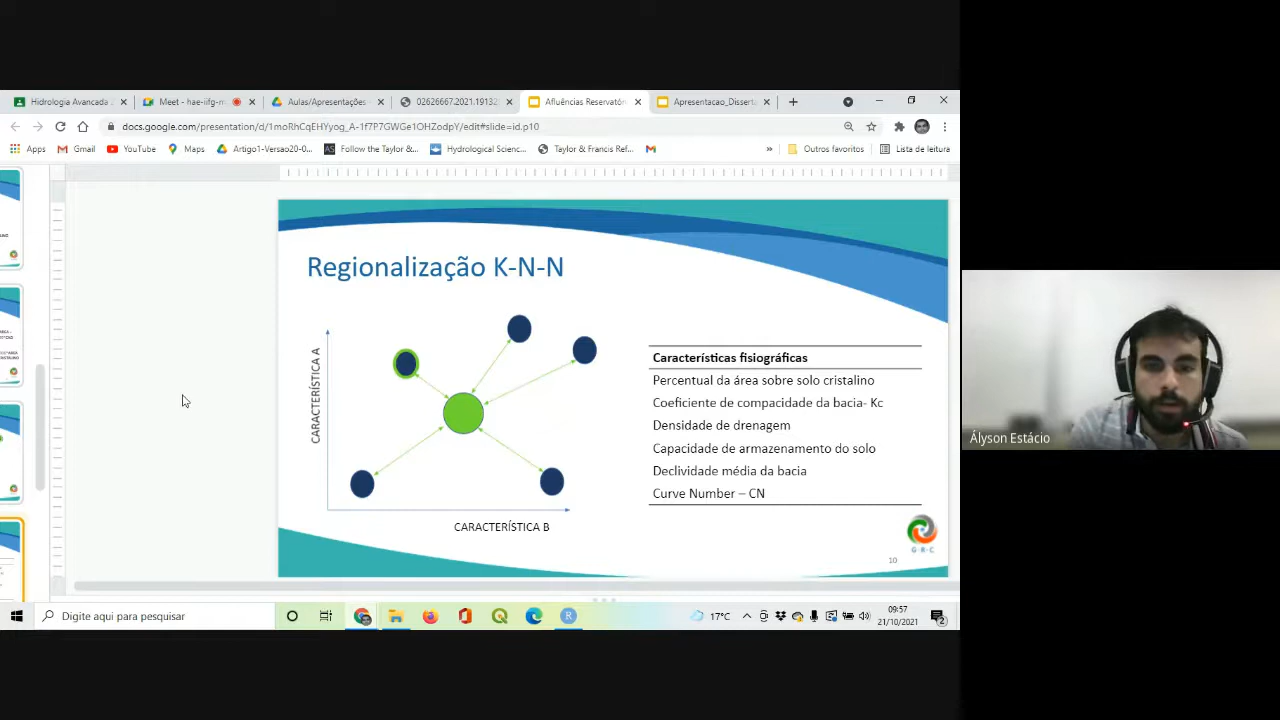 Hidrologia Avançada
Meet - hae-iifg-m
Aulas/Apresentações
02626667.2021.1913
Afluências Reservatóri
Apresentacao_Dissert
docs.google.com/presentation/d/1moRhCqEHYyog_A-1f7P7GWGe1OHZodpY/edit#slide=id.p10
Apps
Gmail
YouTube
Maps
Artigo1-Versao20-0...
Follow the Taylor &...
Hydrological Scienc...
Taylor & Francis Ref...
»
Outros favoritos
Lista de leitura
Regionalização K-N-N
CARACTERÍSTICA A
CARACTERÍSTICA B
Características fisiográficas
Percentual da área sobre solo cristalino
Coeficiente de compacidade da bacia- Kc
Densidade de drenagem
Capacidade de armazenamento do solo
Declividade média da bacia
Curve Number – CN
G·R·C
10
Ályson Estácio
Digite aqui para pesquisar
17°C
09:57
21/10/2021
2